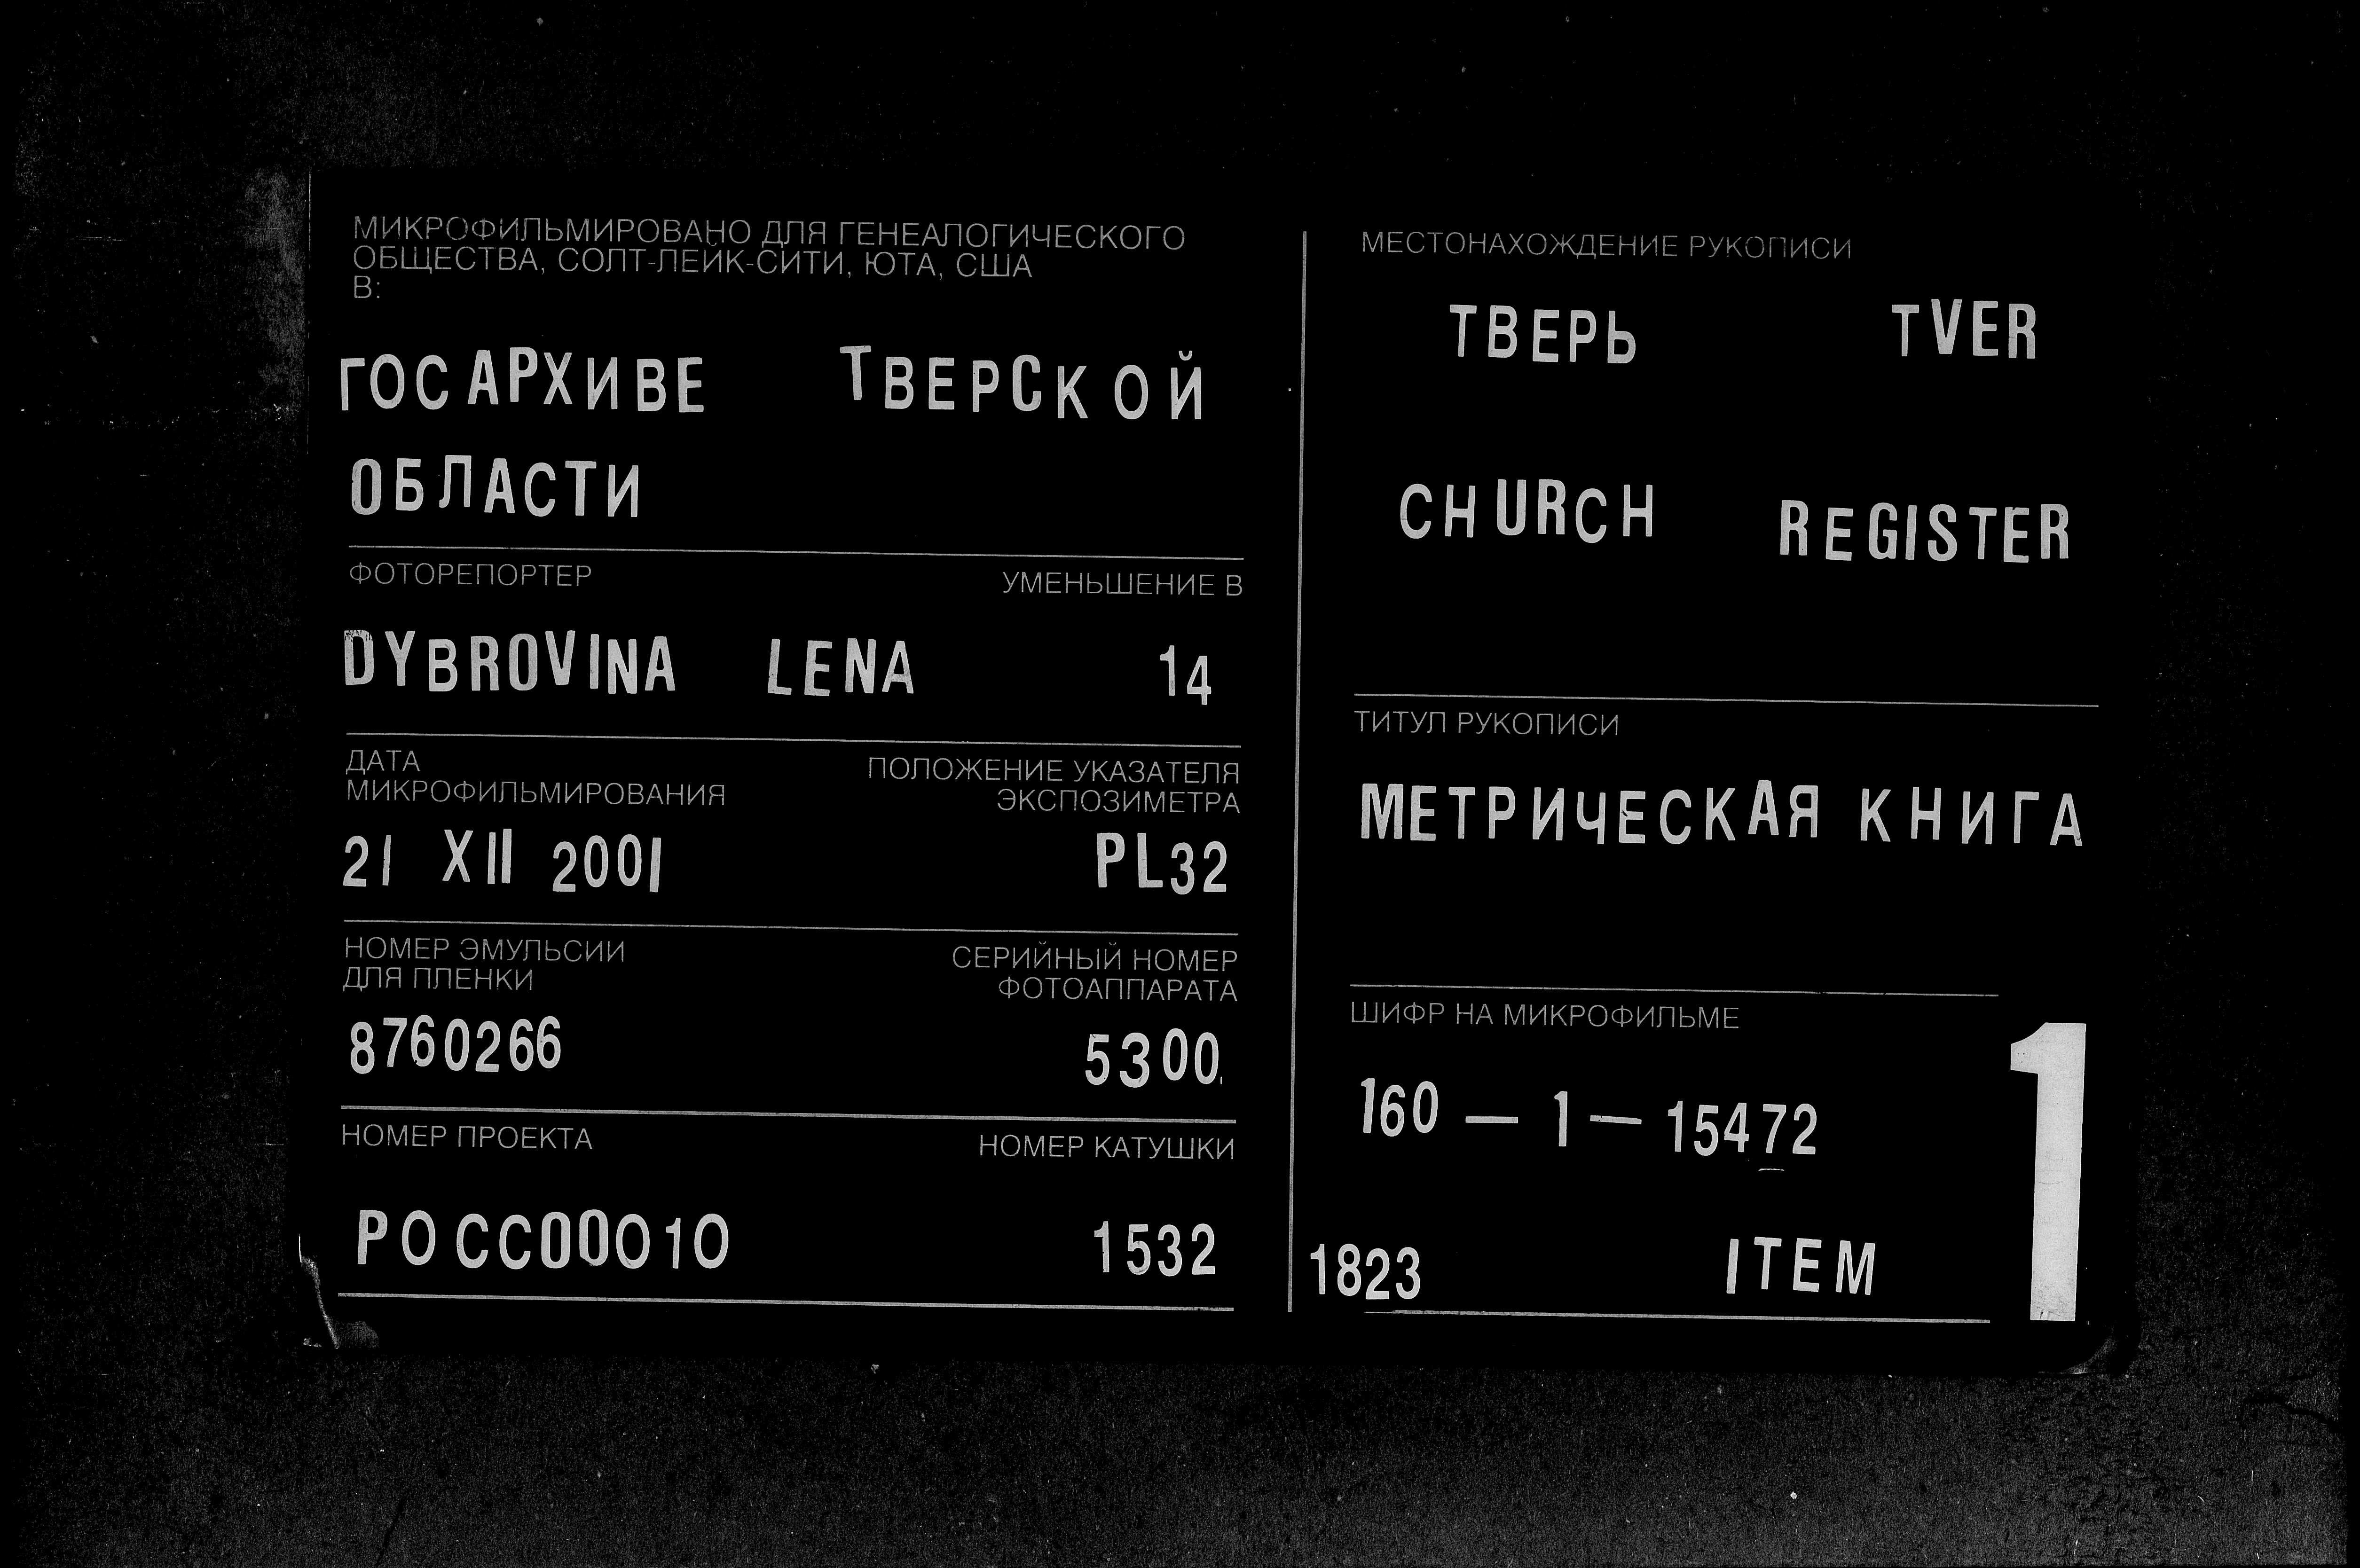 МИКРОФИЛЬМИРОВАНО ДЛЯ ГЕНЕАЛОГИЧЕСКОГО
ОБЩЕСТВА, СОЛТ-ЛЕЙК-СИТИ, ЮТА, США
В:
ГОСАРХИВЕ ТВЕРСКОЙ
ОБЛАСТИ
ФОТОРЕПОРТЕР УМЕНЬШЕНИЕ В
DYBROVINA LENA 14
ДАТА
МИКРОФИЛЬМИРОВАНИЯ
ПОЛОЖЕНИЕ УКАЗАТЕЛЯ
ЭКСПОЗИМЕТРА
21 XII 2001 PL32
НОМЕР ЭМУЛЬСИИ
ДЛЯ ПЛЕНКИ
СЕРИЙНЫЙ НОМЕР
ФОТОАППАРАТА
8760266 5300
НОМЕР ПРОЕКТА НОМЕР КАТУШКИ
РОСС00010 1532
МЕСТОНАХОЖДЕНИЕ РУКОПИСИ
ТВЕРЬ TVER
CHURCH REGISTER
ТИТУЛ РУКОПИСИ
МЕТРИЧЕСКАЯ КНИГА
ШИФР НА МИКРОФИЛЬМЕ
160 — 1 — 15472
1823 ITEM 1